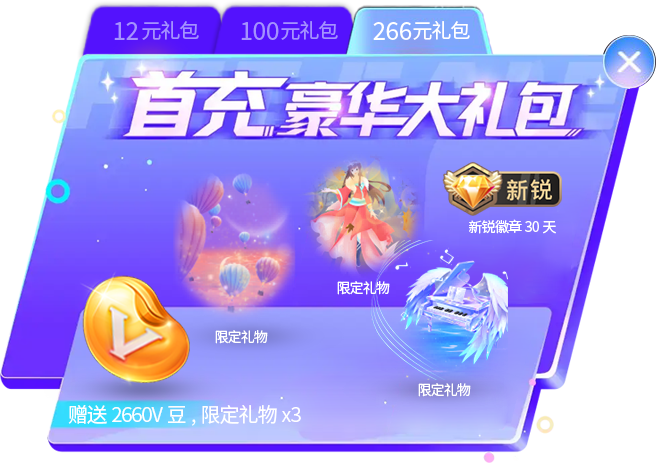 12元礼包
100元礼包
266元礼包
首充豪华大礼包
新锐
新锐徽章 30 天
限定礼物
限定礼物
限定礼物
V
赠送 2660V 豆 , 限定礼物 x3